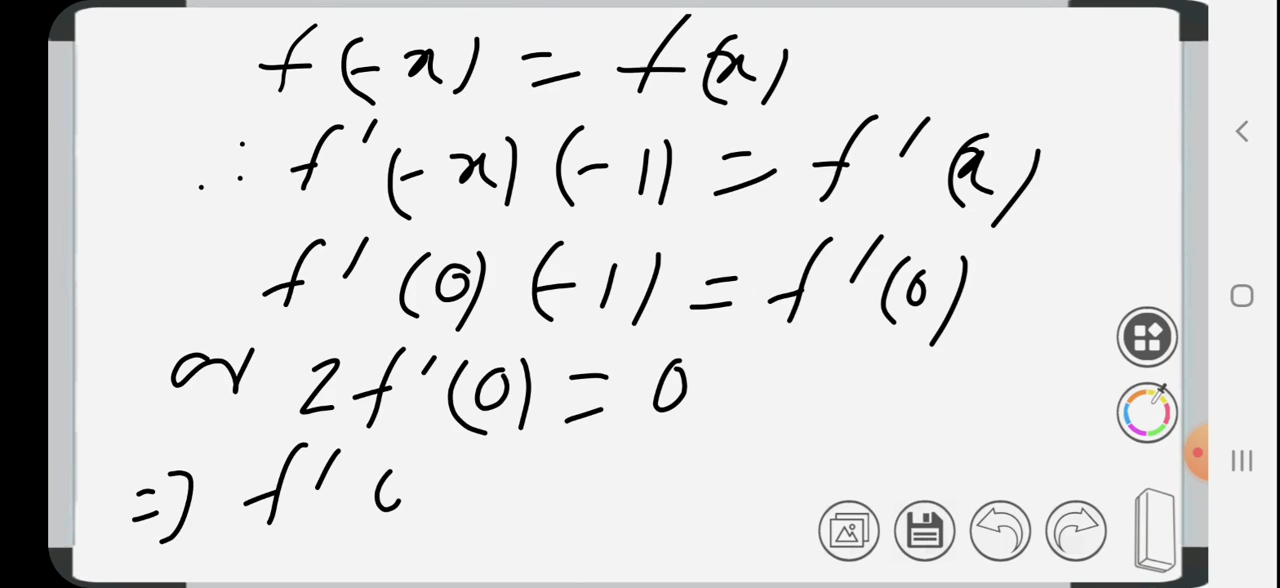 f(-x) = f(x)
∴ f'(-x)(-1) = f'(x)
f'(0)(-1) = f'(0)
or 2f'(0) = 0
=> f'(